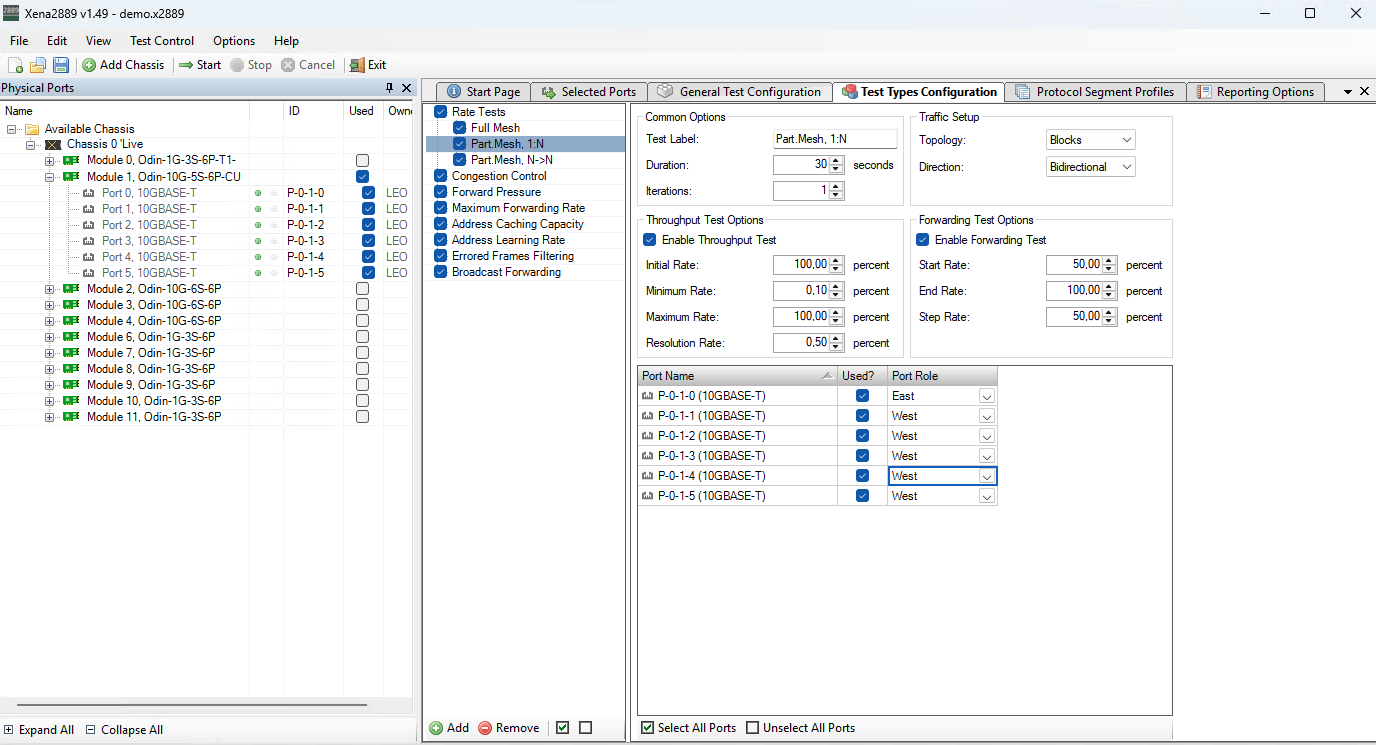 2889 Xena2889 v1.49 - demo.x2889
File Edit View Test Control Options Help
Add Chassis Start Stop Cancel Exit
Physical Ports
Name ID Used Owne
Available Chassis
Chassis 0 'Live
Module 0, Odin-1G-3S-6P-T1-
Module 1, Odin-10G-5S-6P-CU
Port 0, 10GBASE-T P-0-1-0 LEO
Port 1, 10GBASE-T P-0-1-1 LEO
Port 2, 10GBASE-T P-0-1-2 LEO
Port 3, 10GBASE-T P-0-1-3 LEO
Port 4, 10GBASE-T P-0-1-4 LEO
Port 5, 10GBASE-T P-0-1-5 LEO
Module 2, Odin-10G-6S-6P
Module 3, Odin-10G-6S-6P
Module 4, Odin-10G-6S-6P
Module 6, Odin-1G-3S-6P
Module 7, Odin-1G-3S-6P
Module 8, Odin-1G-3S-6P
Module 9, Odin-1G-3S-6P
Module 10, Odin-1G-3S-6P
Module 11, Odin-1G-3S-6P
Expand All Collapse All
Start Page Selected Ports General Test Configuration Test Types Configuration Protocol Segment Profiles Reporting Options
Rate Tests
Full Mesh
Part.Mesh, 1:N
Part.Mesh, N->N
Congestion Control
Forward Pressure
Maximum Forwarding Rate
Address Caching Capacity
Address Learning Rate
Errored Frames Filtering
Broadcast Forwarding
Add Remove
Common Options
Test Label: Part.Mesh, 1:N
Duration: 30 seconds
Iterations: 1
Traffic Setup
Topology: Blocks
Direction: Bidirectional
Throughput Test Options
Enable Throughput Test
Initial Rate: 100,00 percent
Minimum Rate: 0,10 percent
Maximum Rate: 100,00 percent
Resolution Rate: 0,50 percent
Forwarding Test Options
Enable Forwarding Test
Start Rate: 50,00 percent
End Rate: 100,00 percent
Step Rate: 50,00 percent
Port Name Used? Port Role
P-0-1-0 (10GBASE-T) East
P-0-1-1 (10GBASE-T) West
P-0-1-2 (10GBASE-T) West
P-0-1-3 (10GBASE-T) West
P-0-1-4 (10GBASE-T) West
P-0-1-5 (10GBASE-T) West
Select All Ports Unselect All Ports